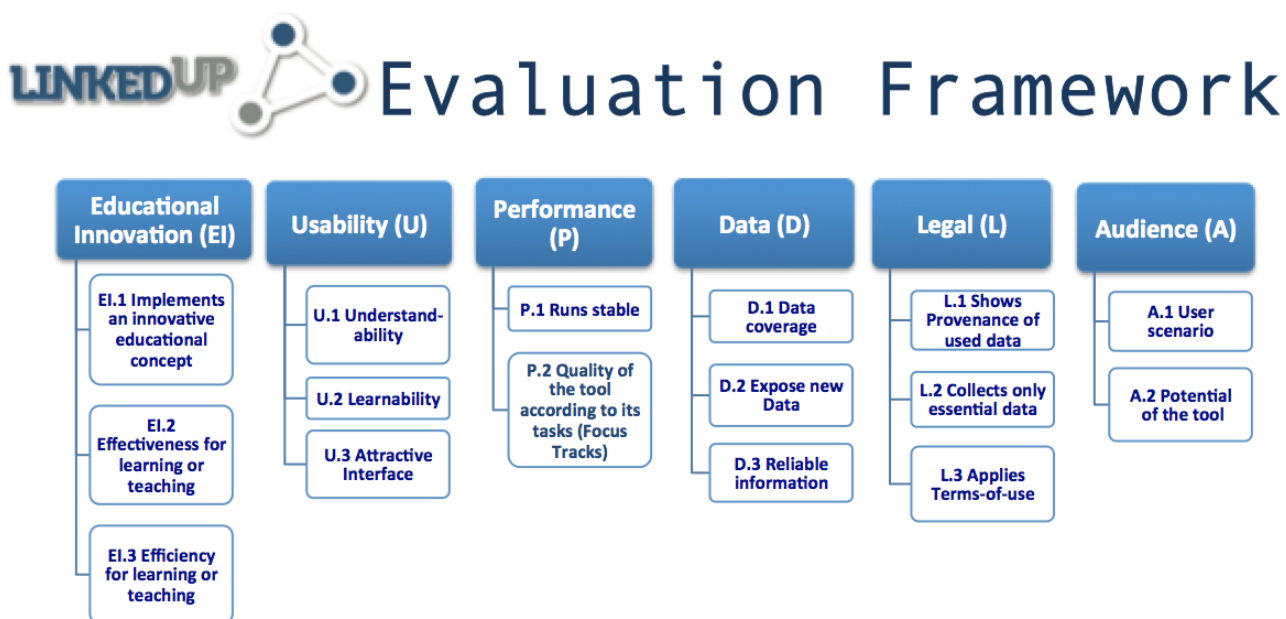 LINKEDUP Evaluation Framework
Educational
Innovation (EI)
EI.1 Implements
an innovative
educational
concept
EI.2
Effectiveness for
learning or
teaching
EI.3 Efficiency
for learning or
teaching
Usability (U)
U.1 Understand-
ability
U.2 Learnability
U.3 Attractive
Interface
Performance
(P)
P.1 Runs stable
P.2 Quality of
the tool
according to its
tasks (Focus
Tracks)
Data (D)
D.1 Data
coverage
D.2 Expose new
Data
D.3 Reliable
information
Legal (L)
L.1 Shows
Provenance of
used data
L.2 Collects only
essential data
L.3 Applies
Terms-of-use
Audience (A)
A.1 User
scenario
A.2 Potential
of the tool